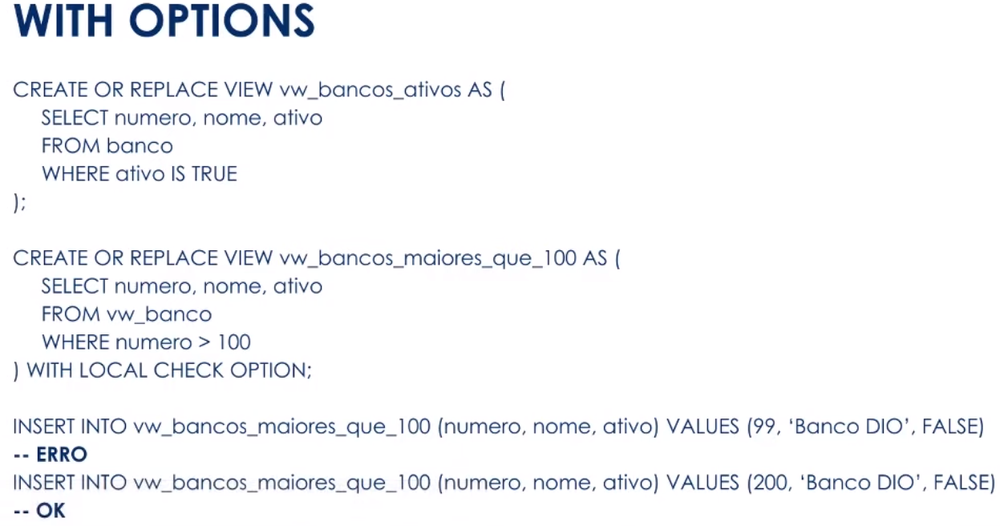 WITH OPTIONS
CREATE OR REPLACE VIEW vw_bancos_ativos AS (
SELECT numero, nome, ativo
FROM banco
WHERE ativo IS TRUE
);
CREATE OR REPLACE VIEW vw_bancos_maiores_que_100 AS (
SELECT numero, nome, ativo
FROM vw_banco
WHERE numero > 100
) WITH LOCAL CHECK OPTION;
INSERT INTO vw_bancos_maiores_que_100 (numero, nome, ativo) VALUES (99, ‘Banco DIO’, FALSE)
-- ERRO
INSERT INTO vw_bancos_maiores_que_100 (numero, nome, ativo) VALUES (200, ‘Banco DIO’, FALSE)
-- OK